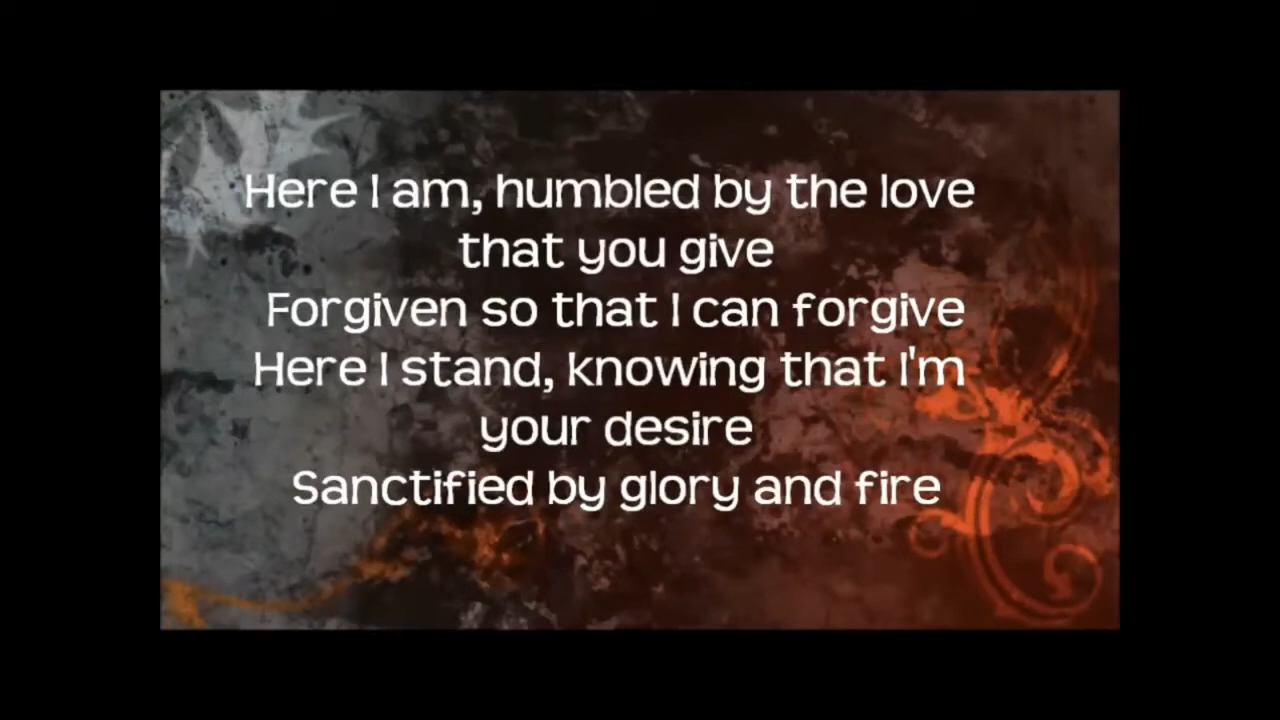 Here I am, humbled by the love
that you give
Forgiven so that I can forgive
Here I stand, knowing that I'm
your desire
Sanctified by glory and fire